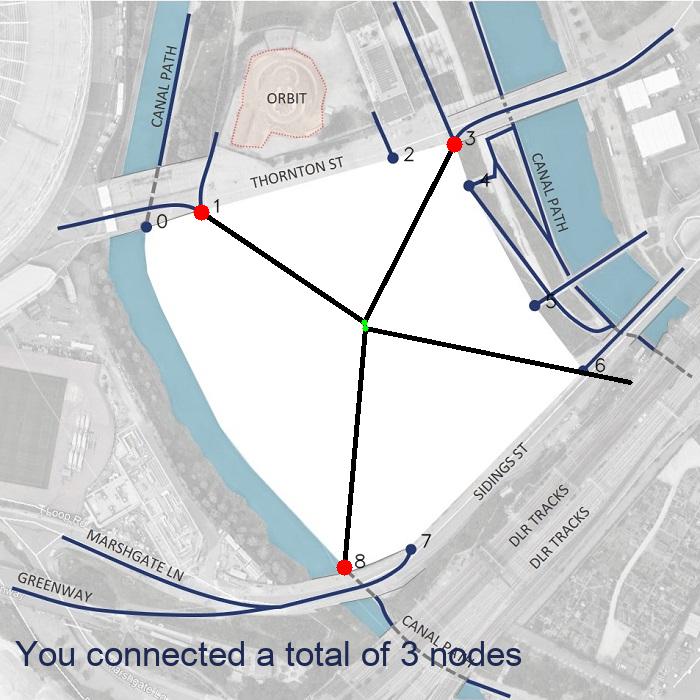 CANAL PATH
ORBIT
3
2
THORNTON ST
4
CANAL PATH
1
0
5
6
SIDINGS ST
DLR TRACKS
DLR TRACKS
7
MARSHGATE LN
8
GREENWAY
CANAL PATH
You connected a total of 3 nodes